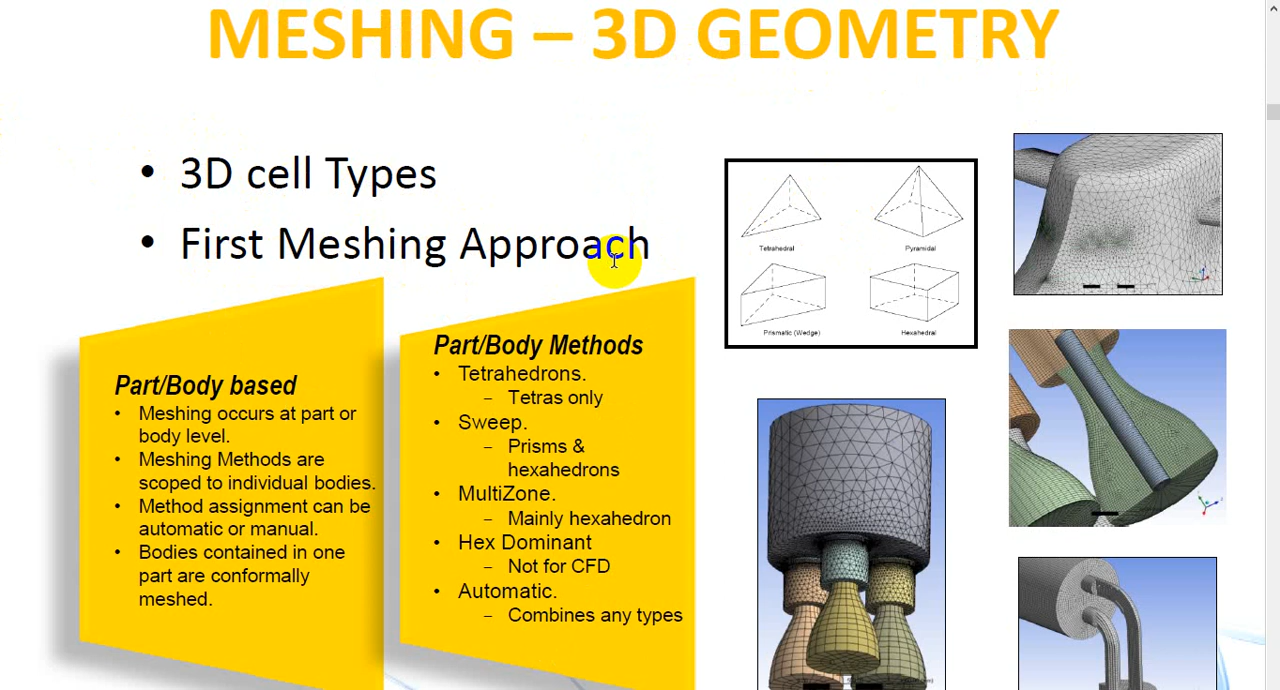 MESHING – 3D GEOMETRY
• 3D cell Types
• First Meshing Approach
Part/Body based
• Meshing occurs at part or
body level.
• Meshing Methods are
scoped to individual bodies.
• Method assignment can be
automatic or manual.
• Bodies contained in one
part are conformally
meshed.
Part/Body Methods
• Tetrahedrons.
– Tetras only
• Sweep.
– Prisms &
hexahedrons
• MultiZone.
– Mainly hexahedron
• Hex Dominant
– Not for CFD
• Automatic.
– Combines any types
Tetrahedral
Pyramidal
Prismatic (Wedge)
Hexahedral